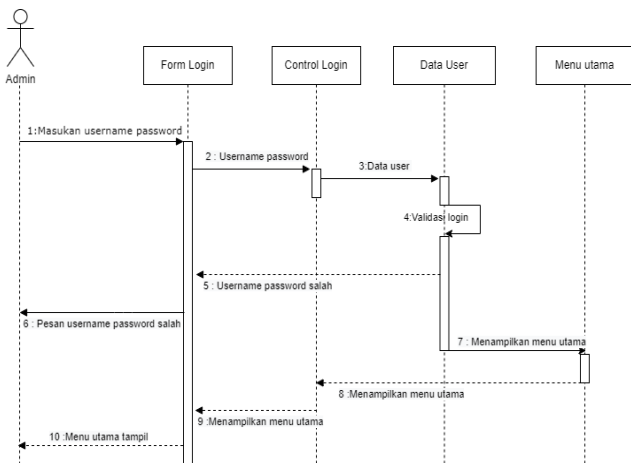 Admin
Form Login
Control Login
Data User
Menu utama
1:Masukan username password
2 : Username password
3:Data user
4:Validasi login
5 : Username password salah
6 : Pesan username password salah
7 : Menampilkan menu utama
8 :Menampilkan menu utama
9 :Menampilkan menu utama
10 :Menu utama tampil